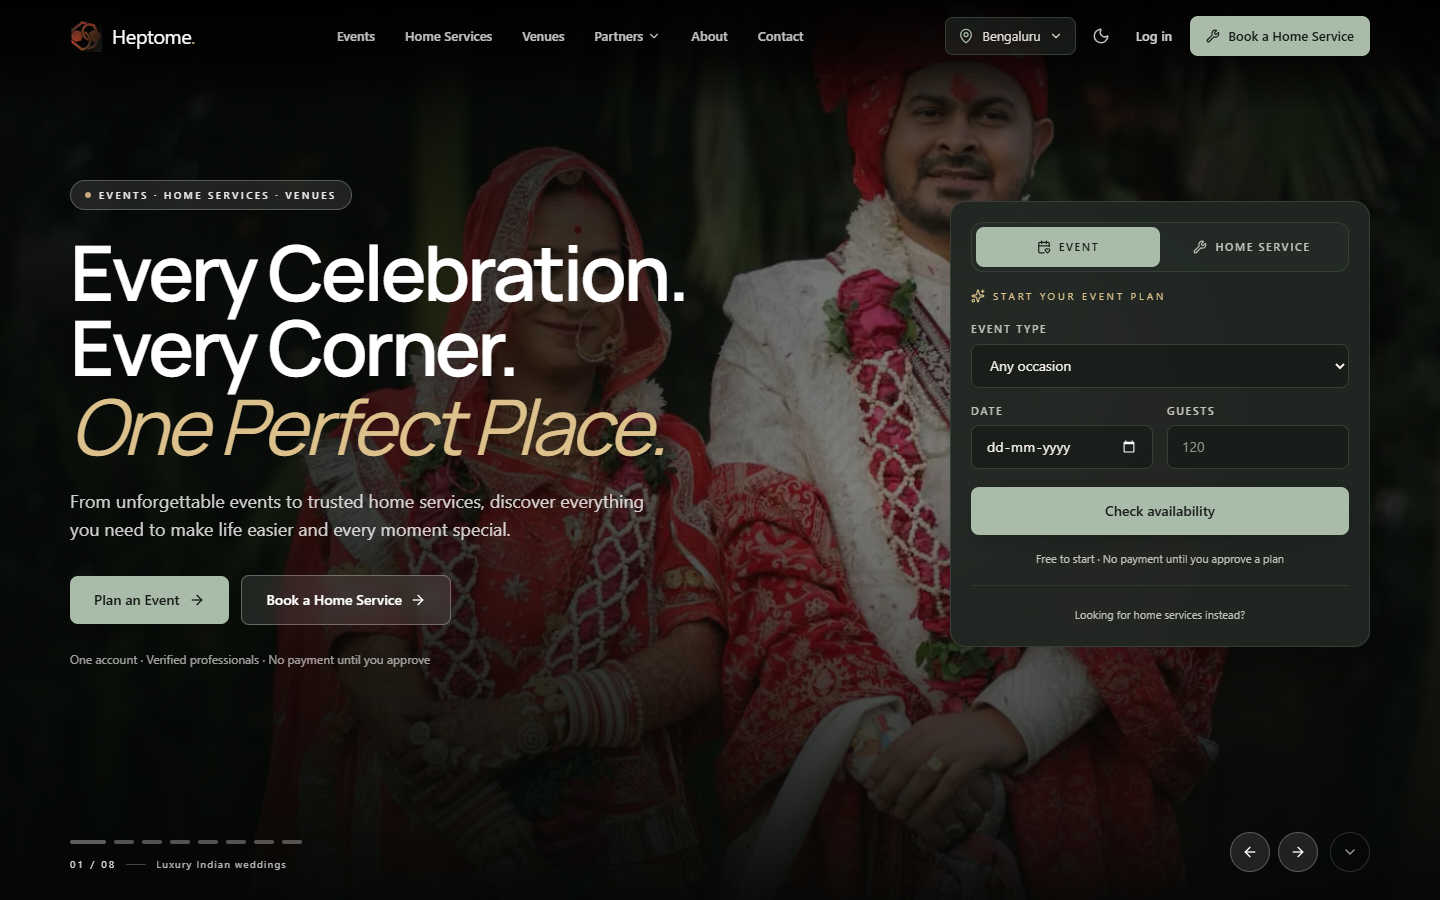 Heptome.
Events
Home Services
Venues
Partners
About
Contact
Bengaluru
Log in
Book a Home Service
EVENTS · HOME SERVICES · VENUES
Every Celebration.
Every Corner.
One Perfect Place.
From unforgettable events to trusted home services, discover everything
you need to make life easier and every moment special.
Plan an Event
Book a Home Service
One account · Verified professionals · No payment until you approve
EVENT
HOME SERVICE
START YOUR EVENT PLAN
EVENT TYPE
Any occasion
DATE
GUESTS
dd-mm-yyyy
120
Check availability
Free to start · No payment until you approve a plan
Looking for home services instead?
01 / 08
Luxury Indian weddings